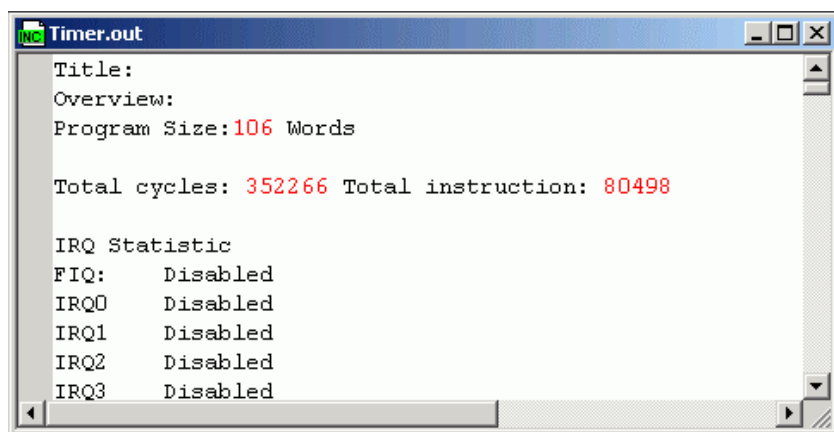 INC Timer.out
Title:
Overview:
Program Size:106 Words
Total cycles: 352266 Total instruction: 80498
IRQ Statistic
FIQ: Disabled
IRQ0 Disabled
IRQ1 Disabled
IRQ2 Disabled
IRQ3 Disabled